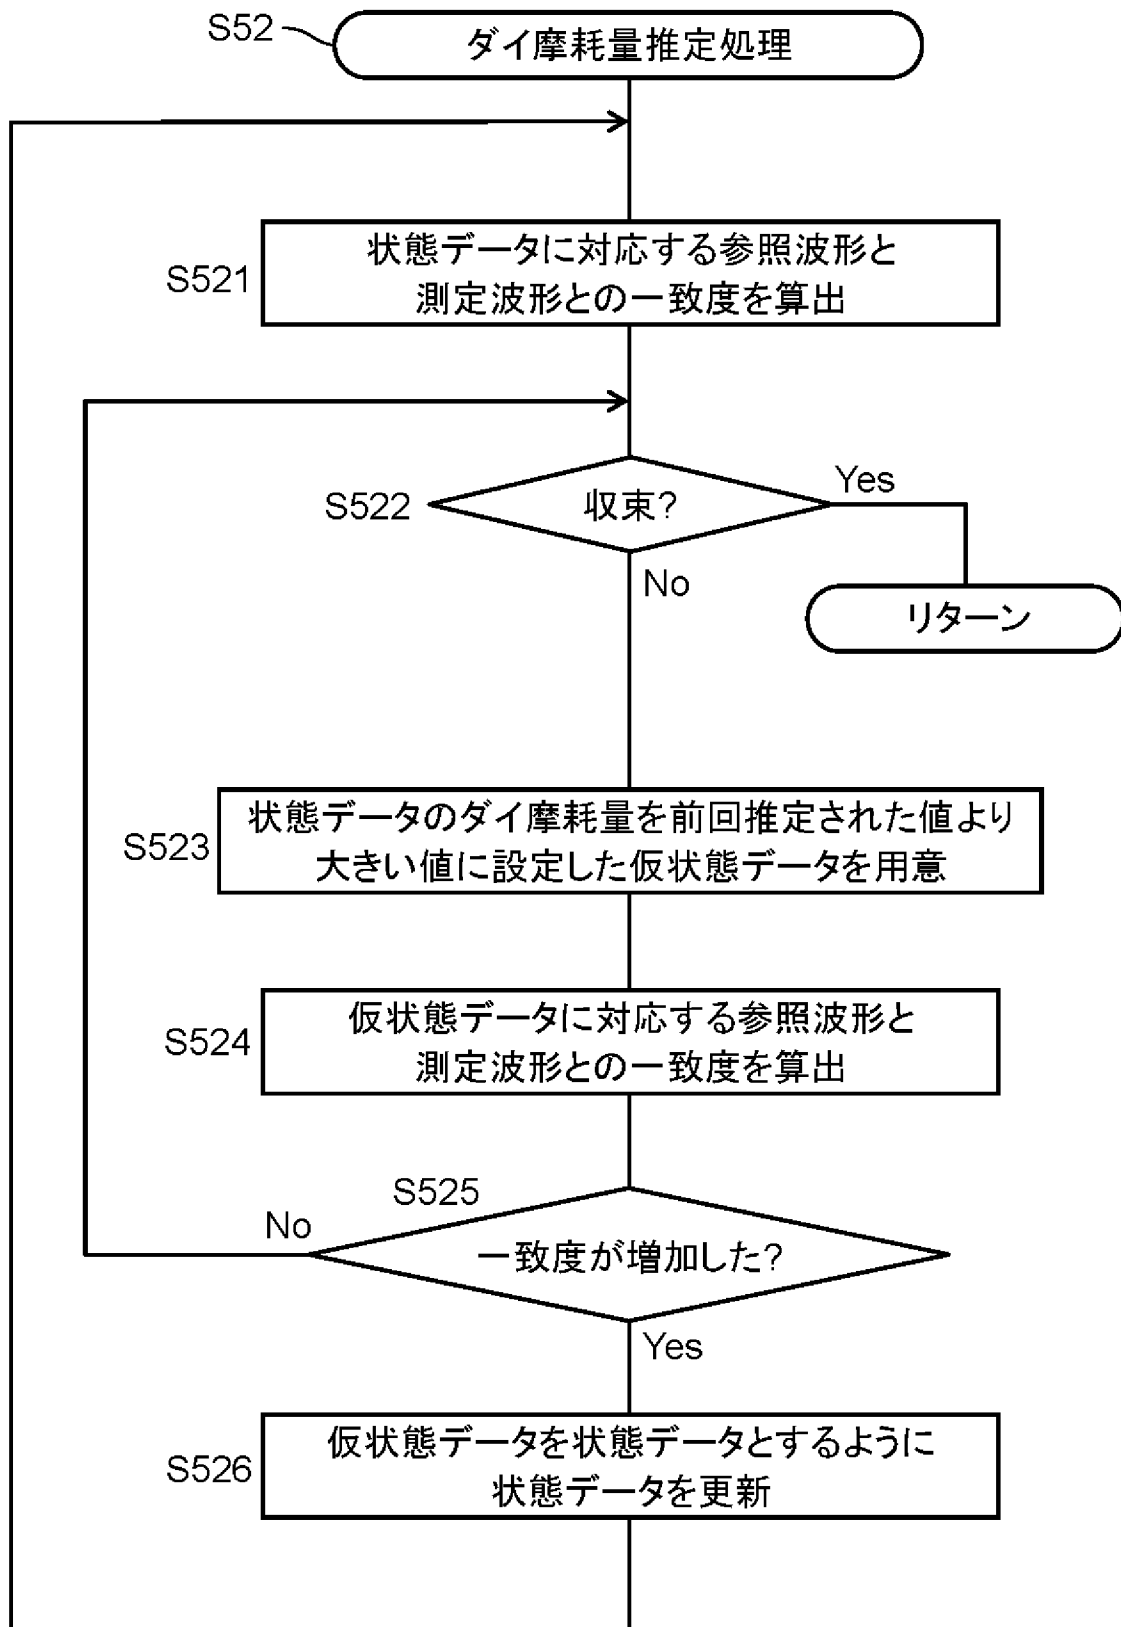 S52
ダイ摩耗量推定処理
S521
状態データに対応する参照波形と
測定波形との一致度を算出
S522
収束?
Yes
No
リターン
S523
状態データのダイ摩耗量を前回推定された値より
大きい値に設定した仮状態データを用意
S524
仮状態データに対応する参照波形と
測定波形との一致度を算出
S525
No
一致度が増加した?
Yes
S526
仮状態データを状態データとするように
状態データを更新